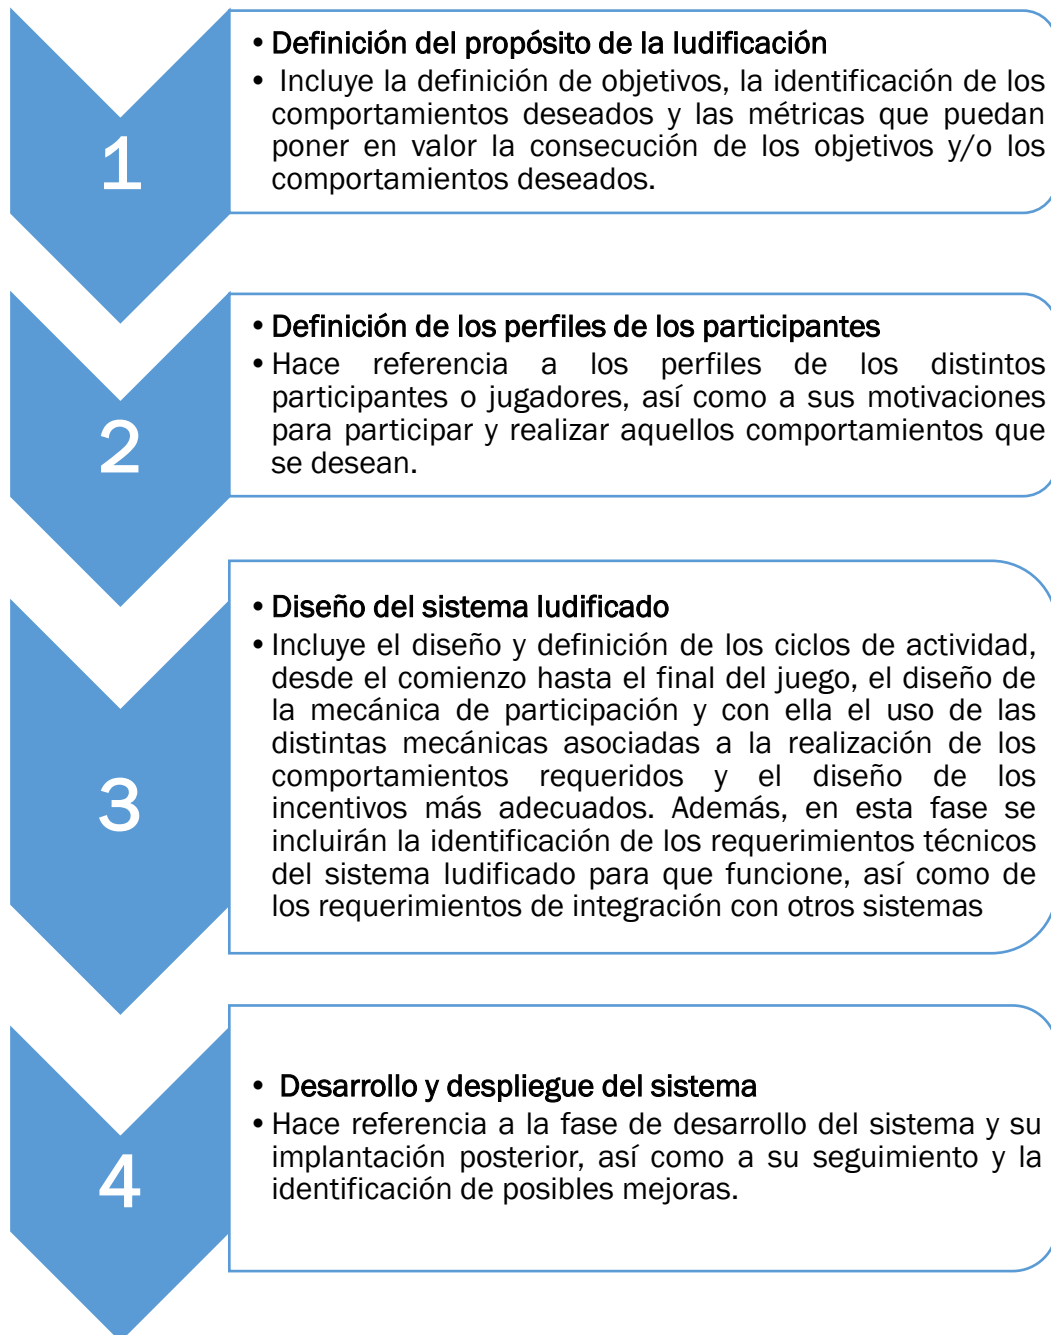 1
• Definición del propósito de la ludificación
• Incluye la definición de objetivos, la identificación de los
comportamientos deseados y las métricas que puedan
poner en valor la consecución de los objetivos y/o los
comportamientos deseados.
2
• Definición de los perfiles de los participantes
• Hace referencia a los perfiles de los distintos
participantes o jugadores, así como a sus motivaciones
para participar y realizar aquellos comportamientos que
se desean.
3
• Diseño del sistema ludificado
• Incluye el diseño y definición de los ciclos de actividad,
desde el comienzo hasta el final del juego, el diseño de
la mecánica de participación y con ella el uso de las
distintas mecánicas asociadas a la realización de los
comportamientos requeridos y el diseño de los
incentivos más adecuados. Además, en esta fase se
incluirán la identificación de los requerimientos técnicos
del sistema ludificado para que funcione, así como de
los requerimientos de integración con otros sistemas
4
• Desarrollo y despliegue del sistema
• Hace referencia a la fase de desarrollo del sistema y su
implantación posterior, así como a su seguimiento y la
identificación de posibles mejoras.